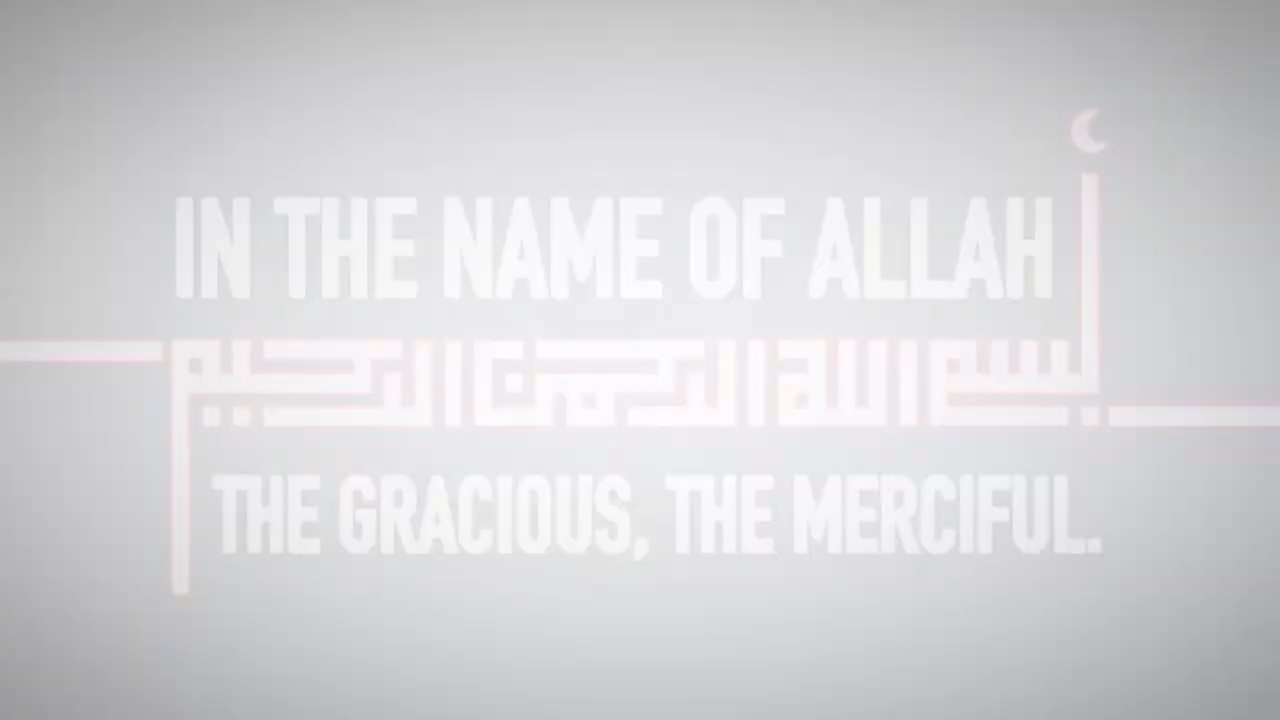 IN THE NAME OF ALLAH
بسم الله الرحمن الرحيم
THE GRACIOUS, THE MERCIFUL.